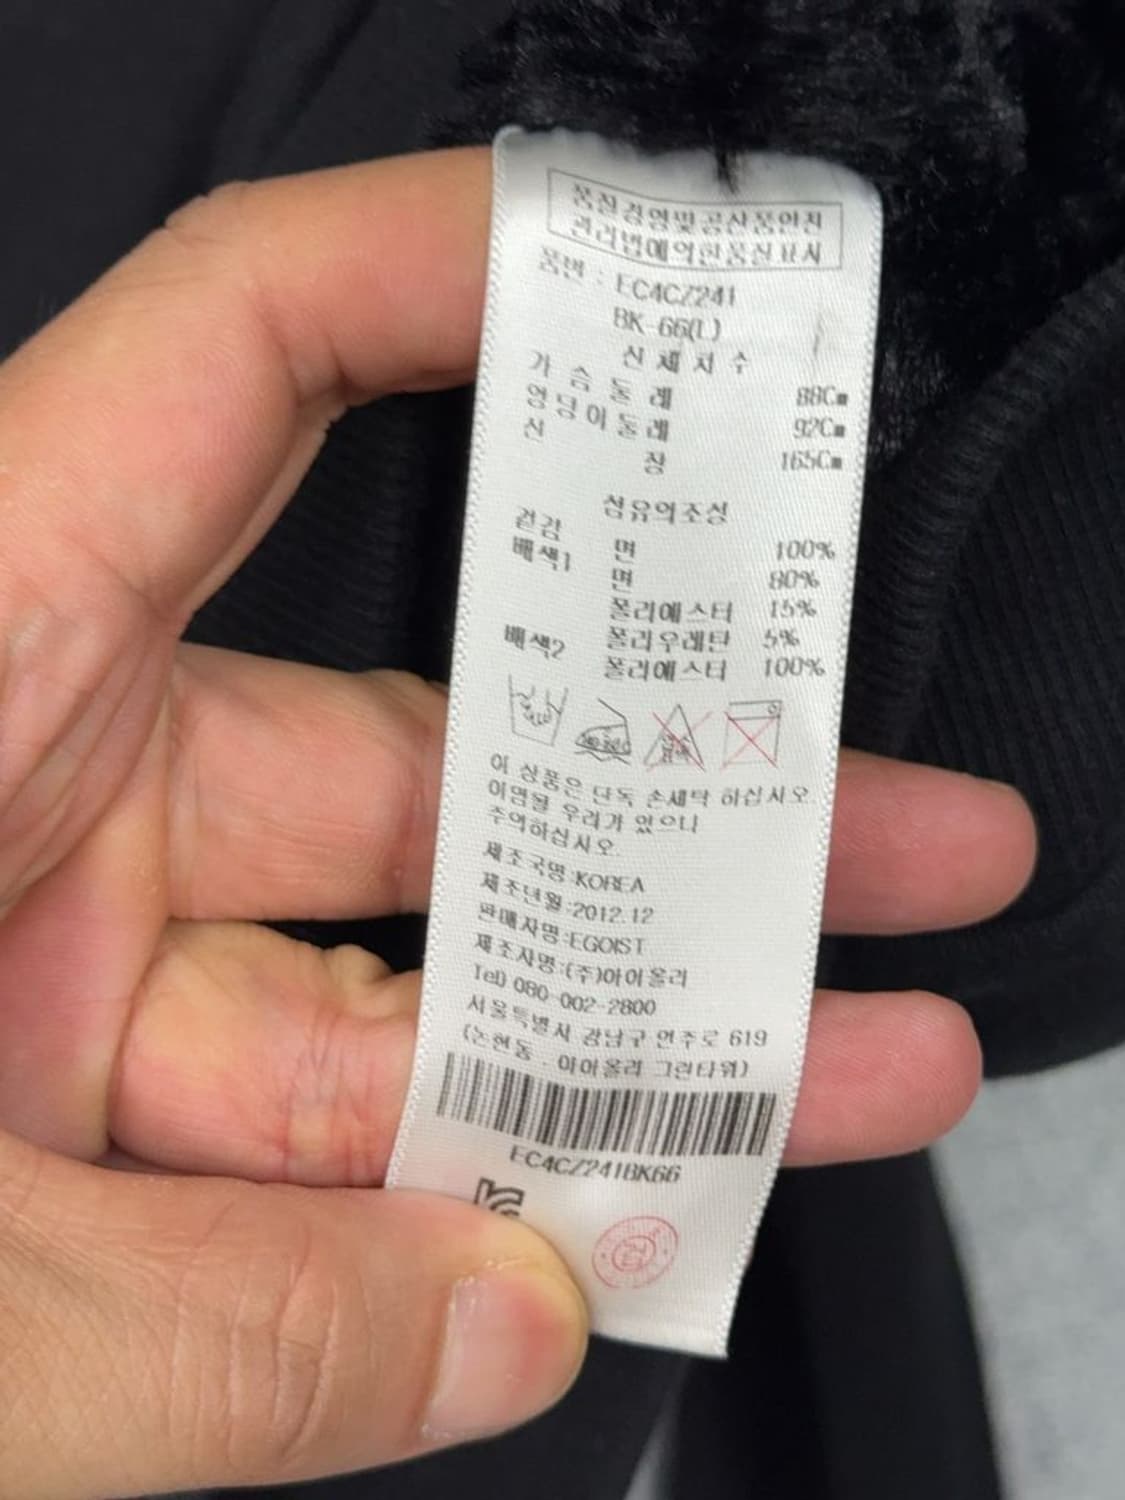 품질경영및공산품안전
관리법에의한품질표시
품번 : EC4CZ241
BK-66(L)
신체치수
가슴둘레 88Cm
엉덩이둘레 92Cm
신장 165Cm
섬유의조성
겉감 면 100%
배색1 면 80%
폴리에스터 15%
폴리우레탄 5%
배색2 폴리에스터 100%
이 상품은 단독 손세탁 하십시오.
이염될 우려가 있으니
주의하십시오.
제조국명:KOREA
제조년월:2012.12
판매자명:EGOIST
제조사명:(주)아이올리
Tel) 080-002-2800
서울특별시 강남구 언주로 619
(논현동 . 아이올리 그린타워)
EC4CZ241BK66